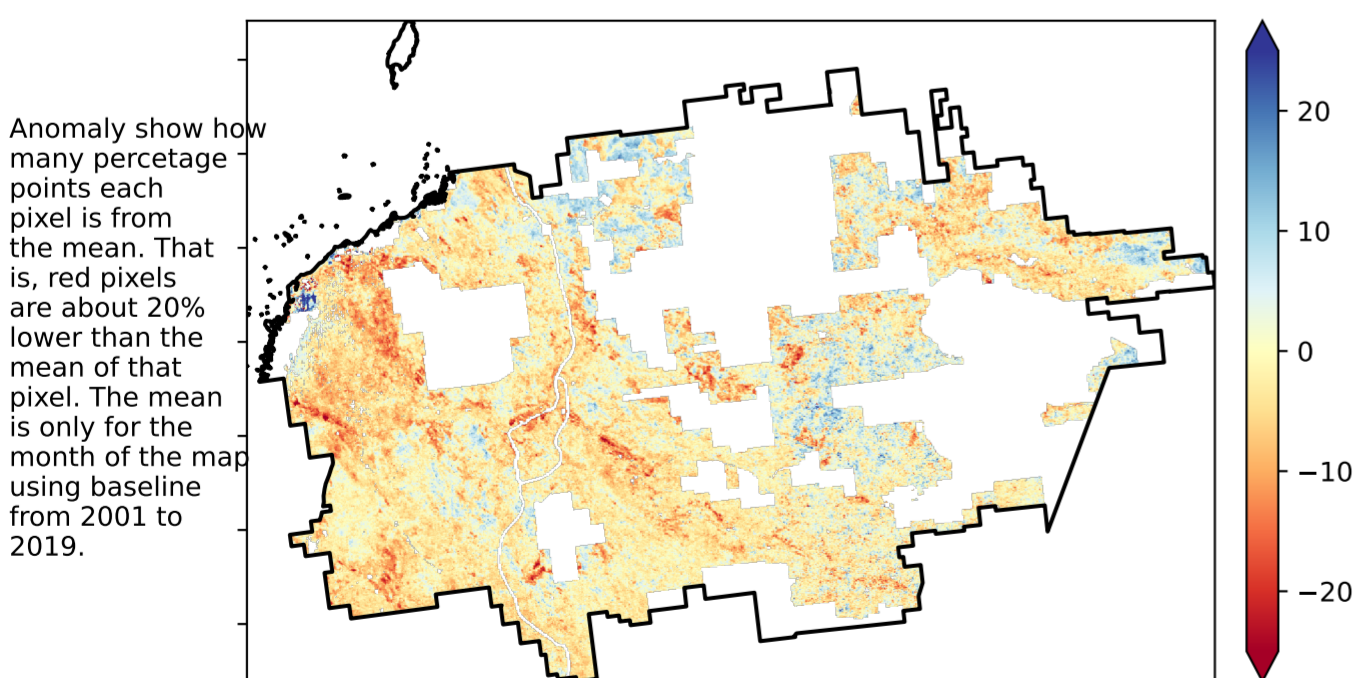 Anomaly show how
many percetage
points each
pixel is from
the mean. That
is, red pixels
are about 20%
lower than the
mean of that
pixel. The mean
is only for the
month of the map
using baseline
from 2001 to
2019.
20
10
0
−10
−20